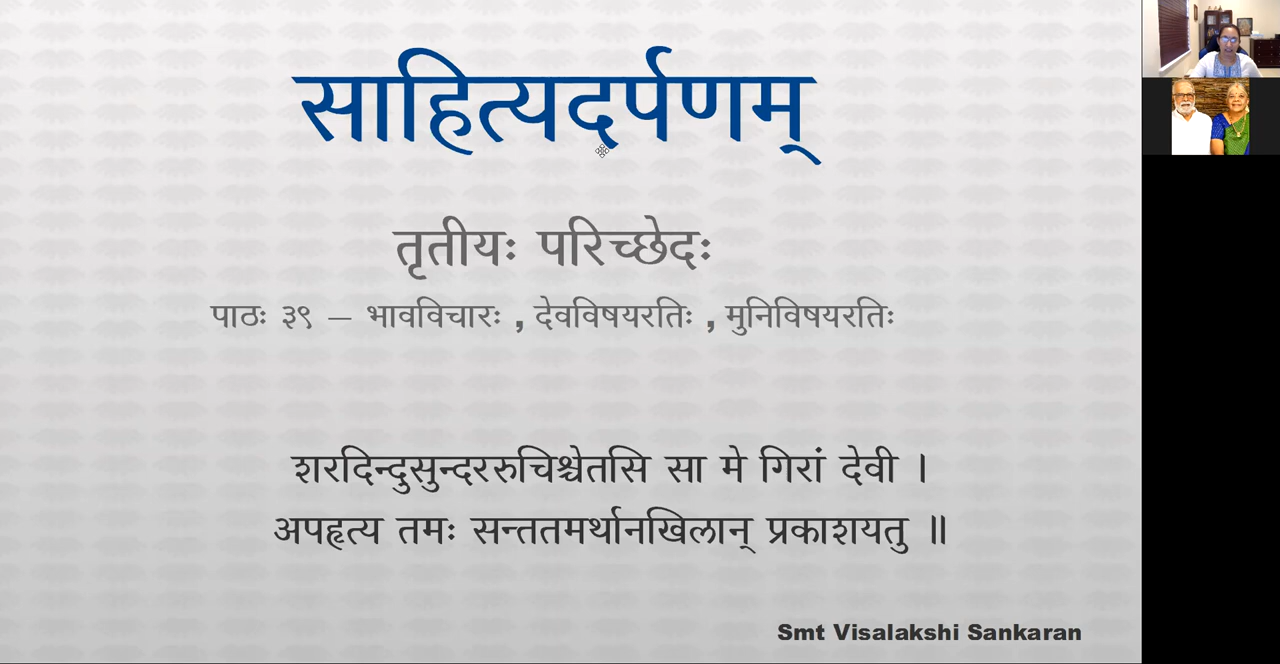 साहित्यदर्पणम्
तृतीयः परिच्छेदः
पाठः ३९ – भावविचारः , देवविषयरतिः , मुनिविषयरतिः
शरदिन्दुसुन्दररुचिश्चेतसि सा मे गिरां देवी ।
अपहृत्य तमः सन्ततमर्थानखिलान् प्रकाशयतु ॥
Smt Visalakshi Sankaran